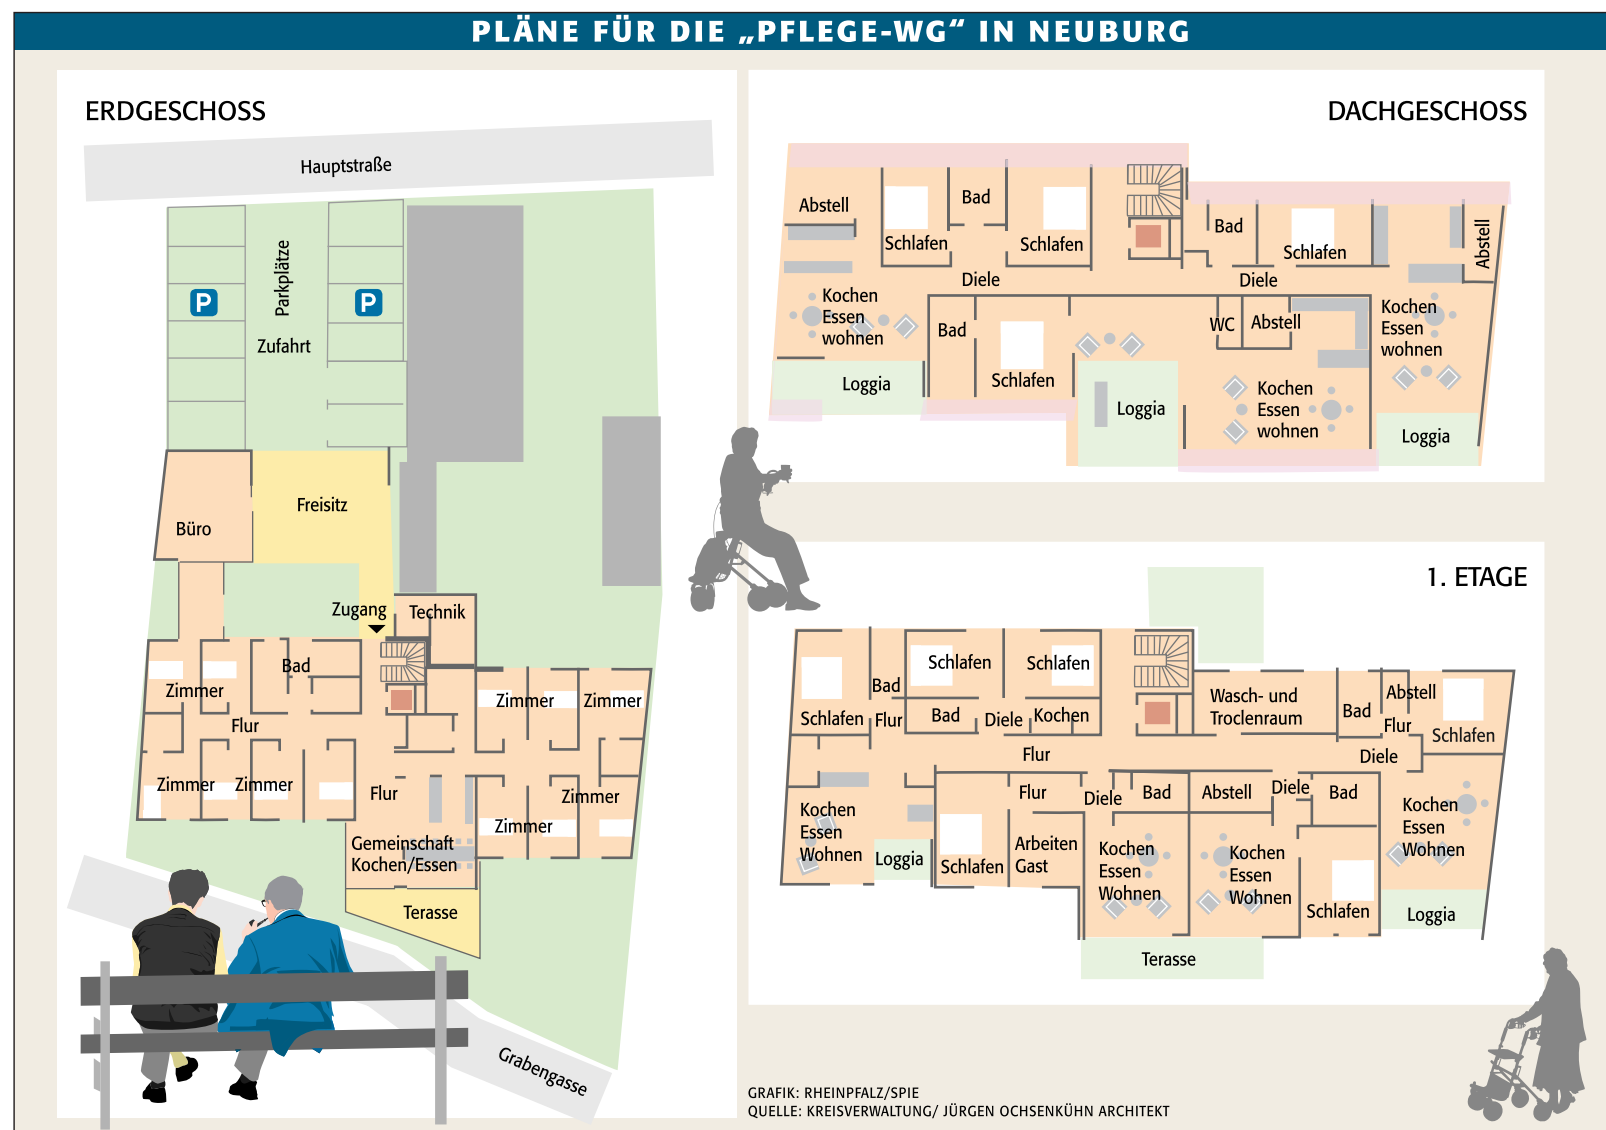 PLÄNE FÜR DIE „PFLEGE-WG“ IN NEUBURG
ERDGESCHOSS
Hauptstraße
Parkplätze
P
P
Zufahrt
Freisitz
Büro
Zugang
Technik
Bad
Zimmer
Zimmer
Zimmer
Flur
Zimmer
Zimmer
Flur
Zimmer
Zimmer
Gemeinschaft
Kochen/Essen
Terasse
Grabengasse
DACHGESCHOSS
Abstell
Schlafen
Bad
Schlafen
Bad
Schlafen
Abstell
Diele
Diele
Kochen
Essen
wohnen
Bad
Schlafen
WC
Abstell
Kochen
Essen
wohnen
Loggia
Loggia
Kochen
Essen
wohnen
Loggia
1. ETAGE
Schlafen
Bad
Flur
Schlafen
Schlafen
Bad
Diele
Kochen
Wasch- und
Troclenraum
Bad
Abstell
Flur
Schlafen
Flur
Diele
Kochen
Essen
Wohnen
Loggia
Schlafen
Flur
Arbeiten
Gast
Diele
Bad
Kochen
Essen
Wohnen
Abstell
Diele
Bad
Kochen
Essen
Wohnen
Schlafen
Kochen
Essen
Wohnen
Loggia
Terasse
GRAFIK: RHEINPFALZ/SPIE
QUELLE: KREISVERWALTUNG/ JÜRGEN OCHSENKÜHN ARCHITEKT